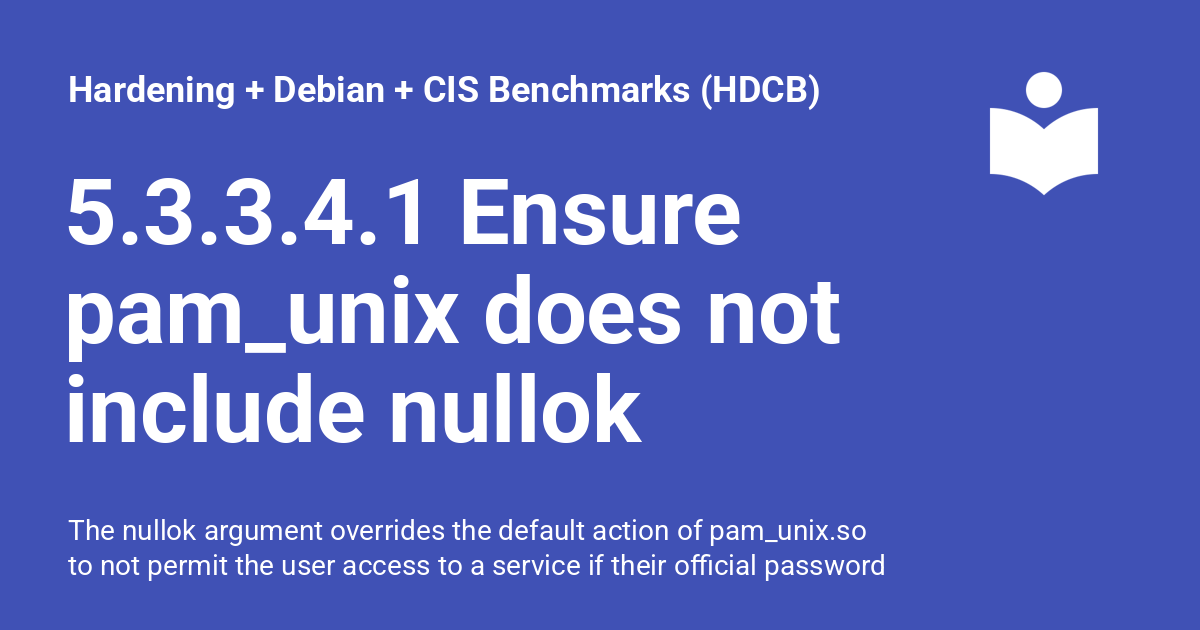 Hardening + Debian + CIS Benchmarks (HDCB)
5.3.3.4.1 Ensure
pam_unix does not
include nullok
The nullok argument overrides the default action of pam_unix.so
to not permit the user access to a service if their official password